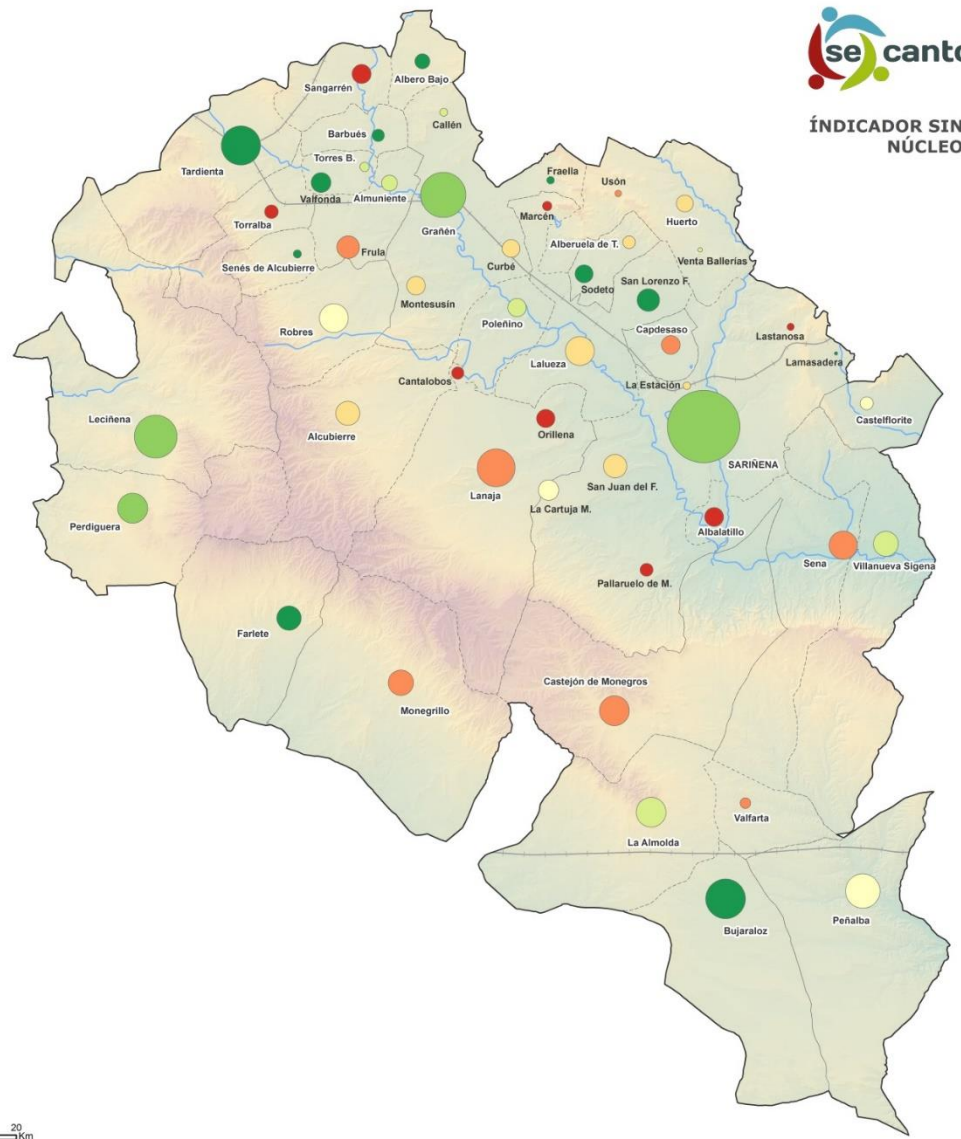 se canto
ÍNDICADOR SIN
NÚCLEO
Albero Bajo
Sangarrén
Callén
Barbués
Tardienta
Torres B.
Valfonda
Almuniente
Grañén
Fraella
Usón
Torralba
Marcén
Huerto
Frula
Alberuela de T.
Curbé
Senés de Alcubierre
Venta Ballerías
Sodeto
San Lorenzo F.
Montesusín
Robres
Poleñino
Capdesaso
Lastanosa
Lalueza
Lamasadera
Cantalobos
La Estación
Leciñena
Castelflorite
Alcubierre
Orillena
SARIÑENA
Lanaja
San Juan del F.
La Cartuja M.
Perdiguera
Albalatillo
Sena
Villanueva Sigena
Pallaruelo de M.
Farlete
Castejón de Monegros
Monegrillo
Valfarta
La Almolda
Bujaraloz
Peñalba
20
Km